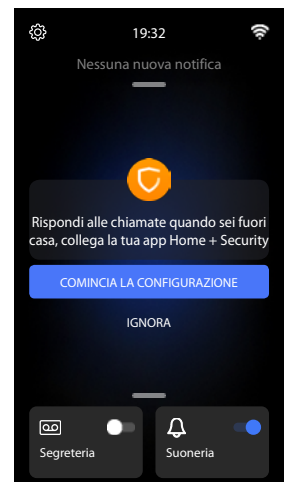 19:32
Nessuna nuova notifica
Rispondi alle chiamate quando sei fuori
casa, collega la tua app Home + Security
COMINCIA LA CONFIGURAZIONE
IGNORA
Segreteria
Suoneria